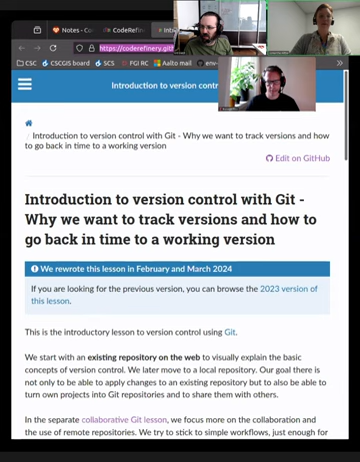 Notes - Co
CodeRefin
Intro
https://coderefinery.gith
CSC
CSCGIS board
SCS
FGI RC
Aalto mail
env-
»
Introduction to version contr
Introduction to version control with Git - Why we want to track versions and how
to go back in time to a working version
Edit on GitHub
Introduction to version control with Git -
Why we want to track versions and how to
go back in time to a working version
We rewrote this lesson in February and March 2024
If you are looking for the previous version, you can browse the 2023 version of
this lesson.
This is the introductory lesson to version control using Git.
We start with an existing repository on the web to visually explain the basic
concepts of version control. We later move to a local repository. Our goal there is
not only to be able to apply changes to an existing repository but to also be able to
turn own projects into Git repositories and to share them with others.
In the separate collaborative Git lesson, we focus more on the collaboration and
the use of remote repositories. We try to stick to simple workflows, just enough for